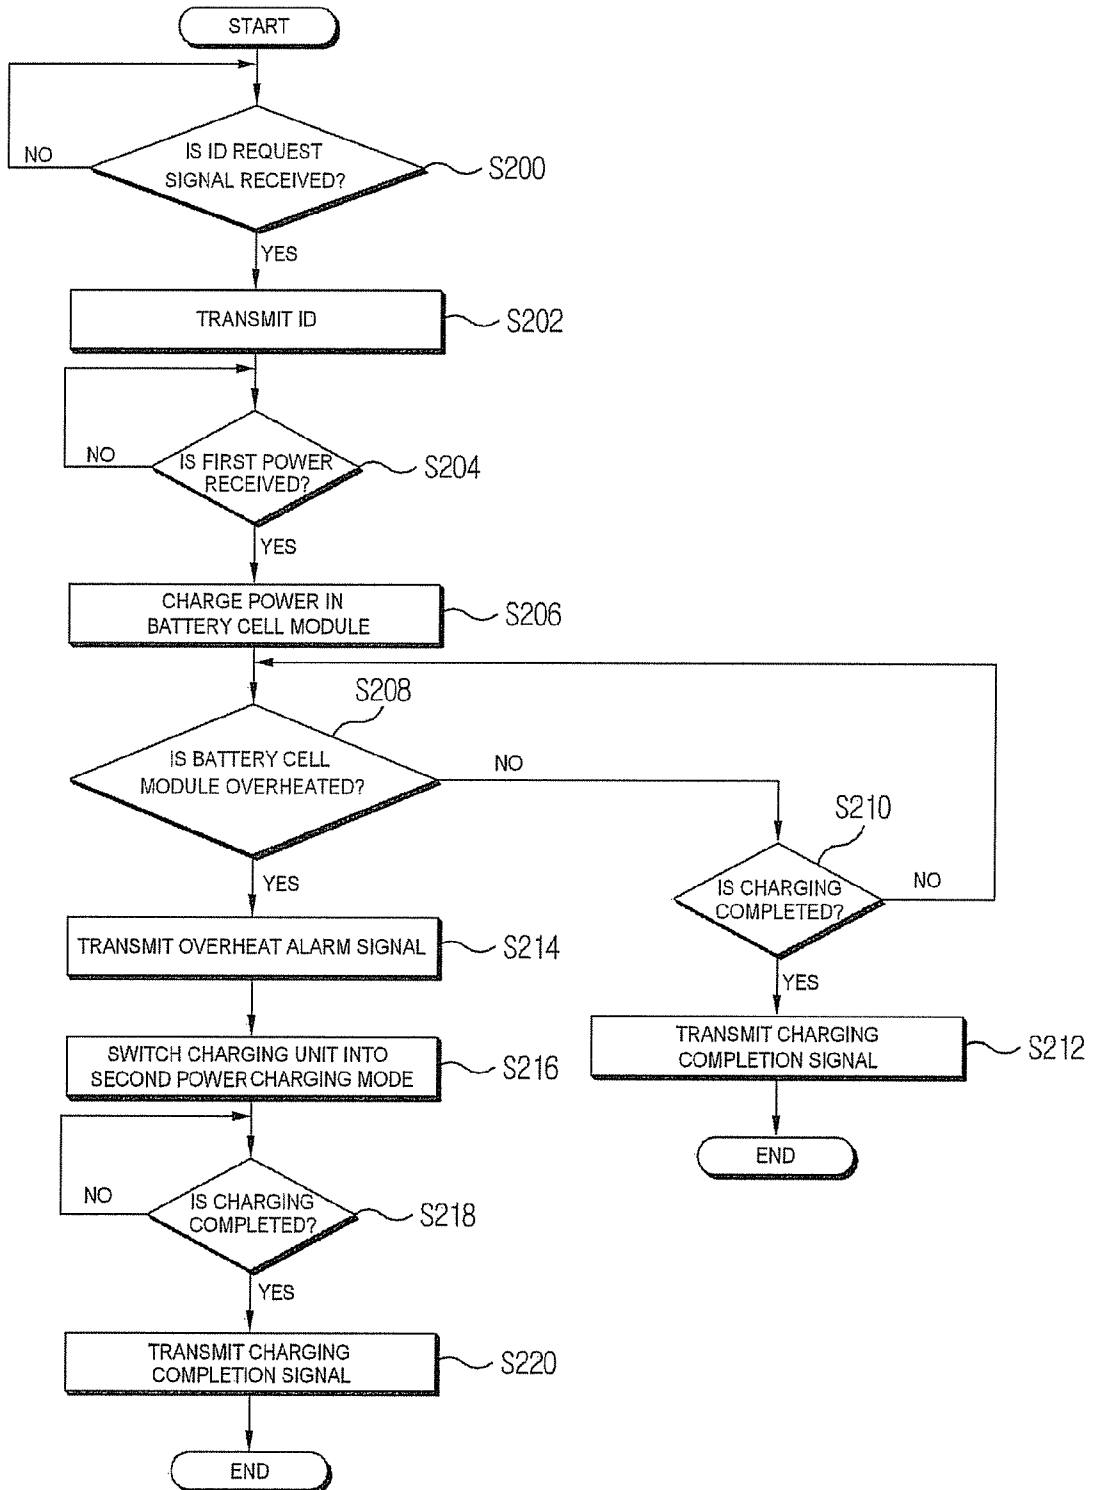 START
NO
IS ID REQUEST
SIGNAL RECEIVED?
S200
YES
TRANSMIT ID
S202
NO
IS FIRST POWER
RECEIVED?
S204
YES
CHARGE POWER IN
BATTERY CELL MODULE
S206
S208
IS BATTERY CELL
MODULE OVERHEATED?
NO
S210
IS CHARGING
COMPLETED?
NO
YES
YES
TRANSMIT OVERHEAT ALARM SIGNAL
S214
TRANSMIT CHARGING
COMPLETION SIGNAL
S212
END
SWITCH CHARGING UNIT INTO
SECOND POWER CHARGING MODE
S216
NO
IS CHARGING
COMPLETED?
S218
YES
TRANSMIT CHARGING
COMPLETION SIGNAL
S220
END